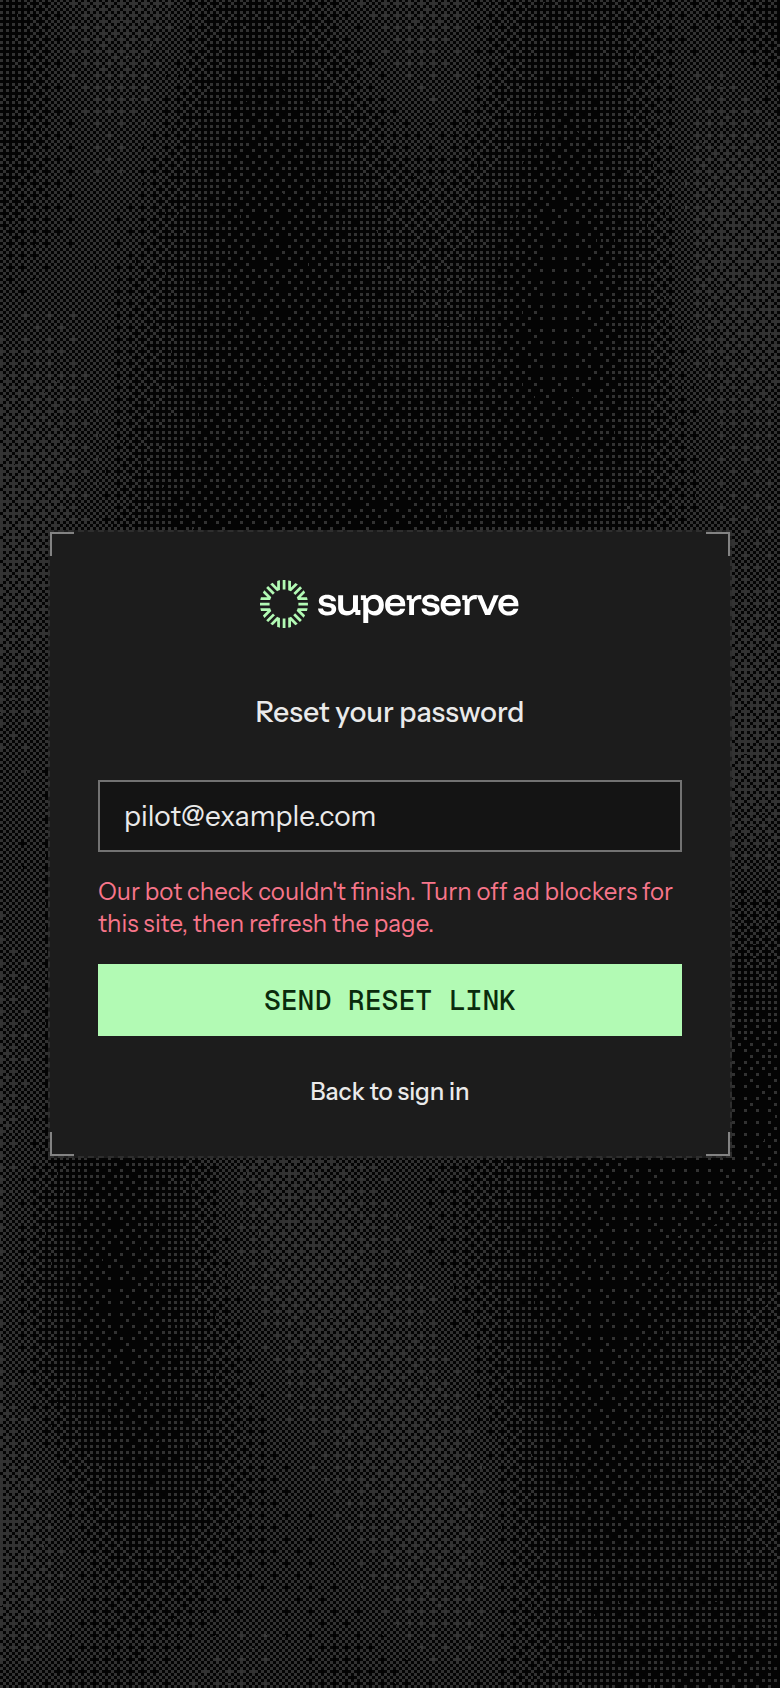 superserve
Reset your password
pilot@example.com
Our bot check couldn't finish. Turn off ad blockers for
this site, then refresh the page.
SEND RESET LINK
Back to sign in